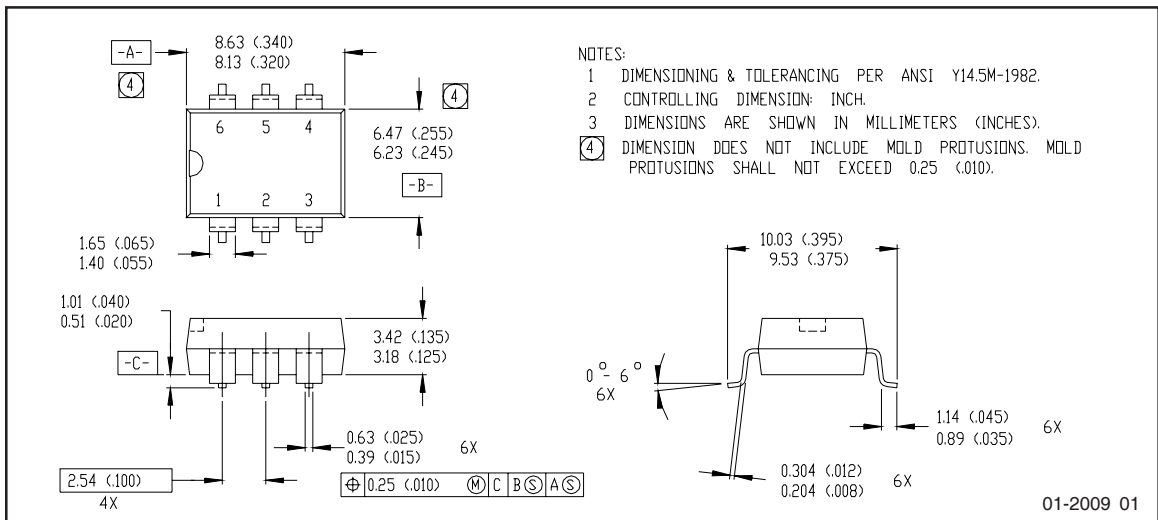 -A-
8.63 (.340)
8.13 (.320)
4
4
6 5 4
6.47 (.255)
6.23 (.245)
-B-
1 2 3
1.65 (.065)
1.40 (.055)
NOTES:
1 DIMENSIONING & TOLERANCING PER ANSI Y14.5M-1982.
2 CONTROLLING DIMENSION: INCH.
3 DIMENSIONS ARE SHOWN IN MILLIMETERS (INCHES).
4 DIMENSION DOES NOT INCLUDE MOLD PROTUSIONS. MOLD
PROTUSIONS SHALL NOT EXCEED 0.25 (.010).
1.01 (.040)
0.51 (.020)
-C-
3.42 (.135)
3.18 (.125)
0.63 (.025)
0.39 (.015)
6X
2.54 (.100)
4X
⌖ 0.25 (.010) Ⓜ C B Ⓢ A Ⓢ
10.03 (.395)
9.53 (.375)
0° - 6°
6X
1.14 (.045)
0.89 (.035)
6X
0.304 (.012)
0.204 (.008)
6X
01-2009 01